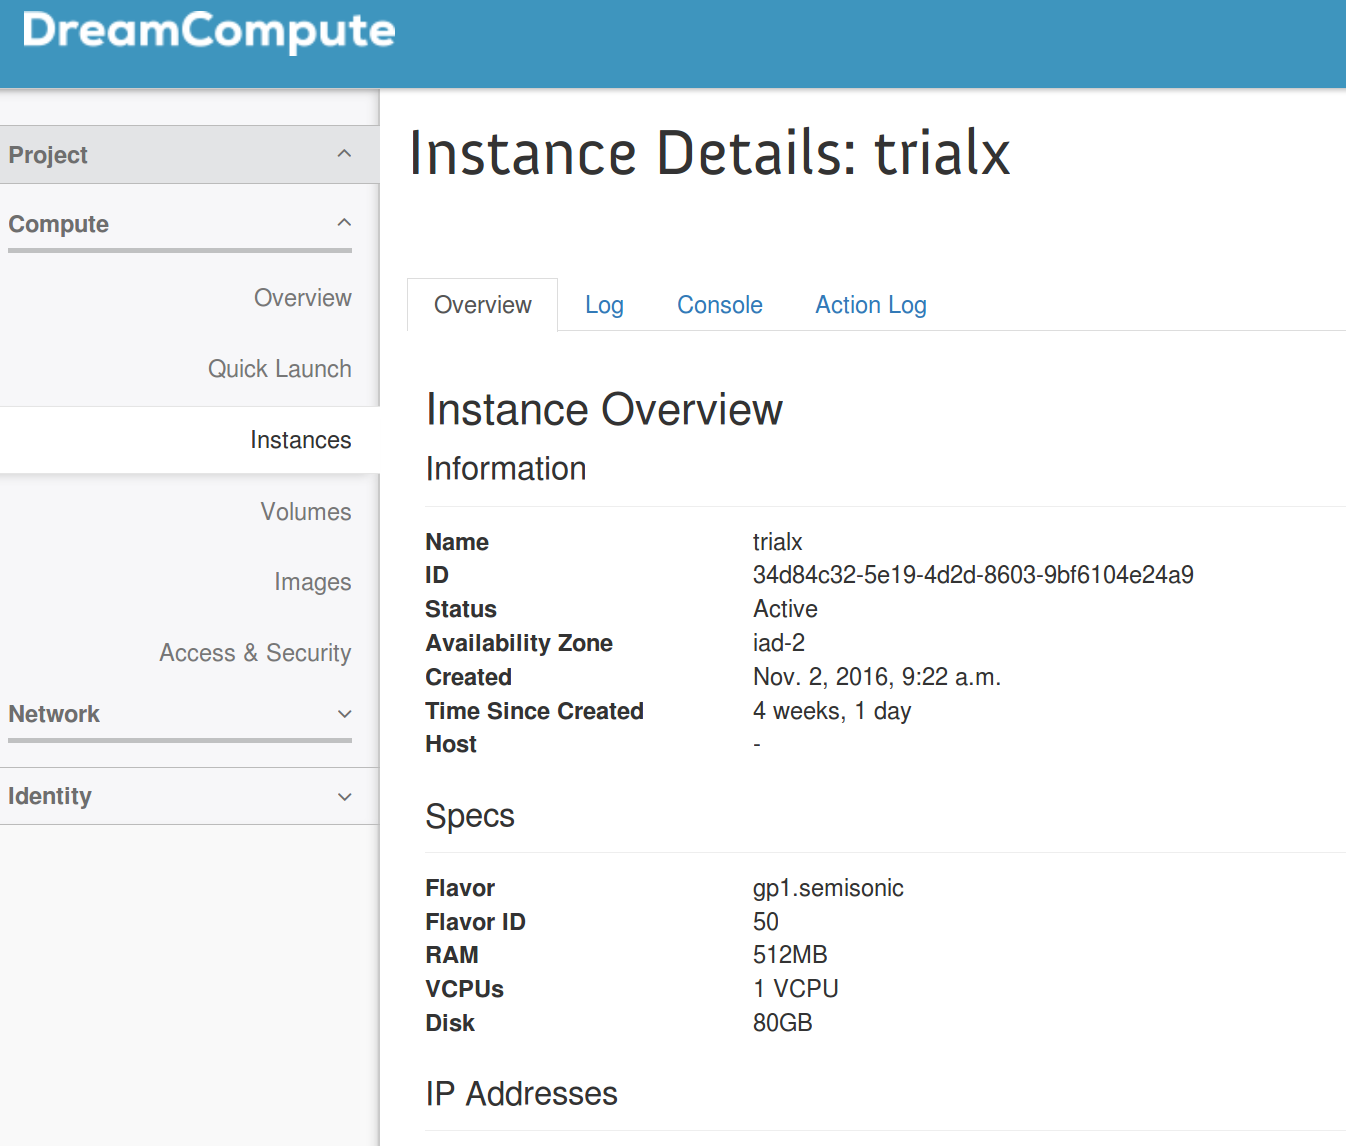 DreamCompute
Project
Compute
Overview
Quick Launch
Instances
Volumes
Images
Access & Security
Network
Identity
Instance Details: trialx
Overview Log Console Action Log
Instance Overview
Information
Name trialx
ID 34d84c32-5e19-4d2d-8603-9bf6104e24a9
Status Active
Availability Zone iad-2
Created Nov. 2, 2016, 9:22 a.m.
Time Since Created 4 weeks, 1 day
Host -
Specs
Flavor gp1.semisonic
Flavor ID 50
RAM 512MB
VCPUs 1 VCPU
Disk 80GB
IP Addresses